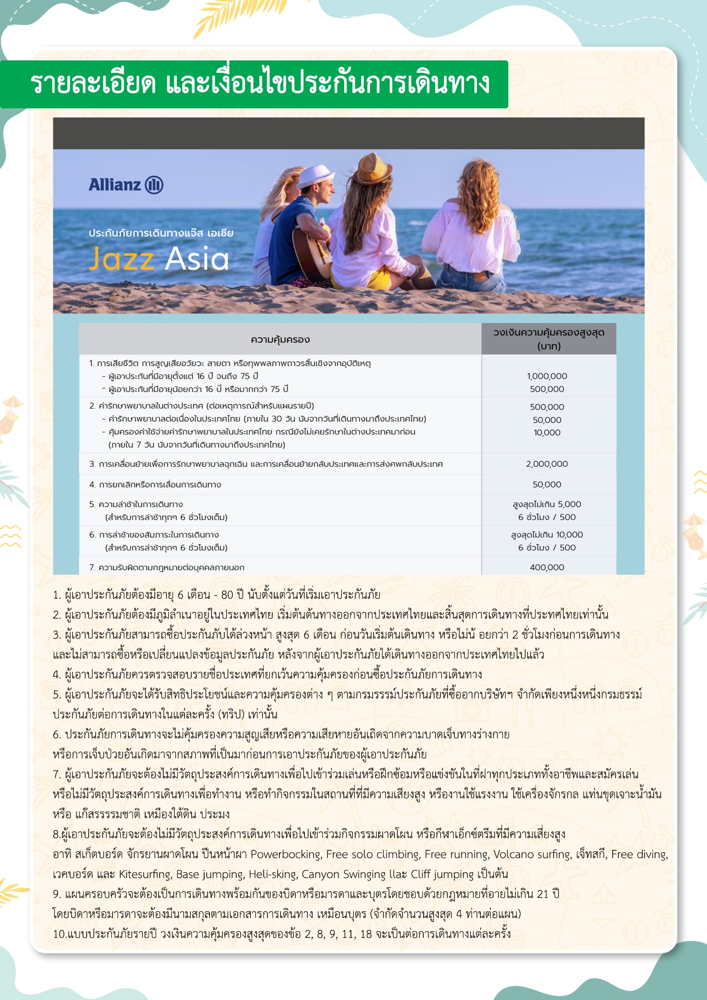 รายละเอียด และเงื่อนไขประกันการเดินทาง
Allianz
ประกันภัยการเดินทางแจ๊ส เอเซีย
Jazz Asia
ความคุ้มครอง
วงเงินความคุ้มครองสูงสุด
(บาท)
1. การเสียชีวิต การสูญเสียอวัยวะ สายตา หรือทุพพลภาพถาวรสิ้นเชิงจากอุบัติเหตุ
- ผู้เอาประกันที่มีอายุตั้งแต่ 16 ปี จนถึง 75 ปี 1,000,000
- ผู้เอาประกันที่มีอายุน้อยกว่า 16 ปี หรือมากกว่า 75 ปี 500,000
2. ค่ารักษาพยาบาลในต่างประเทศ (ต่อเหตุการณ์สำหรับแผนรายปี) 500,000
- ค่ารักษาพยาบาลต่อเนื่องในประเทศไทย (ภายใน 30 วัน นับจากวันที่เดินทางมาถึงประเทศไทย) 50,000
- คุ้มครองค่าใช้จ่ายค่ารักษาพยาบาลในประเทศไทย กรณียังไม่เคยรักษาในต่างประเทศมาก่อน 10,000
(ภายใน 7 วัน นับจากวันที่เดินทางมาถึงประเทศไทย)
3. การเคลื่อนย้ายเพื่อการรักษาพยาบาลฉุกเฉิน และการเคลื่อนย้ายกลับประเทศและการส่งศพกลับประเทศ 2,000,000
4. การยกเลิกหรือการเลื่อนการเดินทาง 50,000
5. ความล่าช้าในการเดินทาง สูงสุดไม่เกิน 5,000
(สำหรับการล่าช้าทุกๆ 6 ชั่วโมงเต็ม) 6 ชั่วโมง / 500
6. การล่าช้าของสัมภาระในการเดินทาง สูงสุดไม่เกิน 10,000
(สำหรับการล่าช้าทุกๆ 6 ชั่วโมงเต็ม) 6 ชั่วโมง / 500
7. ความรับผิดตามกฎหมายต่อบุคคลภายนอก 400,000
1. ผู้เอาประกันภัยต้องมีอายุ 6 เดือน - 80 ปี นับตั้งแต่วันที่เริ่มเอาประกันภัย
2. ผู้เอาประกันภัยต้องมีภูมิลำเนาอยู่ในประเทศไทย เริ่มต้นต้นทางออกจากประเทศไทยและสิ้นสุดการเดินทางที่ประทศไทยเท่านั้น
3. ผู้เอาประกันภัยสามารถซื้อประกันภับได้ล่วงหน้า สูงสุด 6 เดือน ก่อนวันเริ่มต้นเดินทาง หรือไม่น้ อยกว่า 2 ชั่วโมงก่อนการเดินทาง
และไม่สามารถซื้อหรือเปลี่ยนแปลงข้อมูลประกันภัย หลังจากผู้เอาประกันภัยได้เดินทางออกจากประเทศไทยไปแล้ว
4. ผู้เอาประกันภัยควรตรวจสอบรายชื่อประเทศที่ยกเว้นความคุ้มครองก่อนซื้อประกันภัยการเดินทาง
5. ผู้เอาประกันภัยจะได้รับสิทธิประโยชน์และความคุ้มครองต่าง ๆ ตามกรมรรรม์ประกันภัยที่ซื้ออากบริษัทฯ จำกัดเพียงหนึ่งหนึ่งกรมธรรม์
ประกันภัยต่อการเดินทางในแต่ละครั้ง (ทริป) เท่านั้น
6. ประกันภัยการเดินทางจะไม่คุ้มครองความสูญเสียหรือความเสียหายอันเถิดจากความบาดเจ็บทางร่างกาย
หรือการเจ็บป่วยอันเกิดมาจากสภาพที่เป็นมาก่อนการเอาประกันภัยของผู้เอาประกันภัย
7. ผู้เอาประกันภัยจะต้องไม่มีวัตถุประสงค์การเดินทางเพื่อไปเข้าร่วมเล่นหรือฝึกซ้อมหรือแข่งขันในที่ฝาทุกประเภททั้งอาชีพและสมัครเล่น
หรือไม่มีวัตถุประสงค์การเดินทางเพื่อทำงาน หรือทำกิจกรรมในสถานที่ที่มีความเสียงสูง หรืองานใช้แรงงาน ใช้เครื่องจักรกล แท่นขุดเจาะน้ำมัน
หรือ แก๊สรรรรมชาติ เหมืองใต้ดิน ประมง
8.ผู้เอาประกันภัยจะต้องไม่มีวัตถุประสงค์การเดินทางเพื่อไปเข้าร่วมกิจกรรมผาดโผน หรือกีฬาเอ็กซ์ตรีมที่มีความเสี่ยงสูง
อาทิ สเก็ตบอร์ด จักรยานผาดโผน ปีนหน้าผา Powerbocking, Free solo climbing, Free running, Volcano surfing, เจ็ทสกี, Free diving,
เวคบอร์ด และ Kitesurfing, Base jumping, Heli-sking, Canyon Swinging llaะ Cliff jumping เป็นต้น
9. แผนครอบครัวจะต้องเป็นการเดินทางพร้อมกันของบิดาหรือมารดาและบุตรโดยชอบด้วยกฎหมายที่อายไม่เกิน 21 ปี
โดยบิดาหรือมารดาจะต้องมีนามสกุลตามเอกสารการเดินทาง เหมือนบุตร (จำกัดจำนวนสูงสุด 4 ท่านต่อแผน)
10.แบบประกันภัยรายปี วงเงินความคุ้มครองสูงสุดของข้อ 2, 8, 9, 11, 18 จะเป็นต่อการเดินทางแต่ละครั้ง